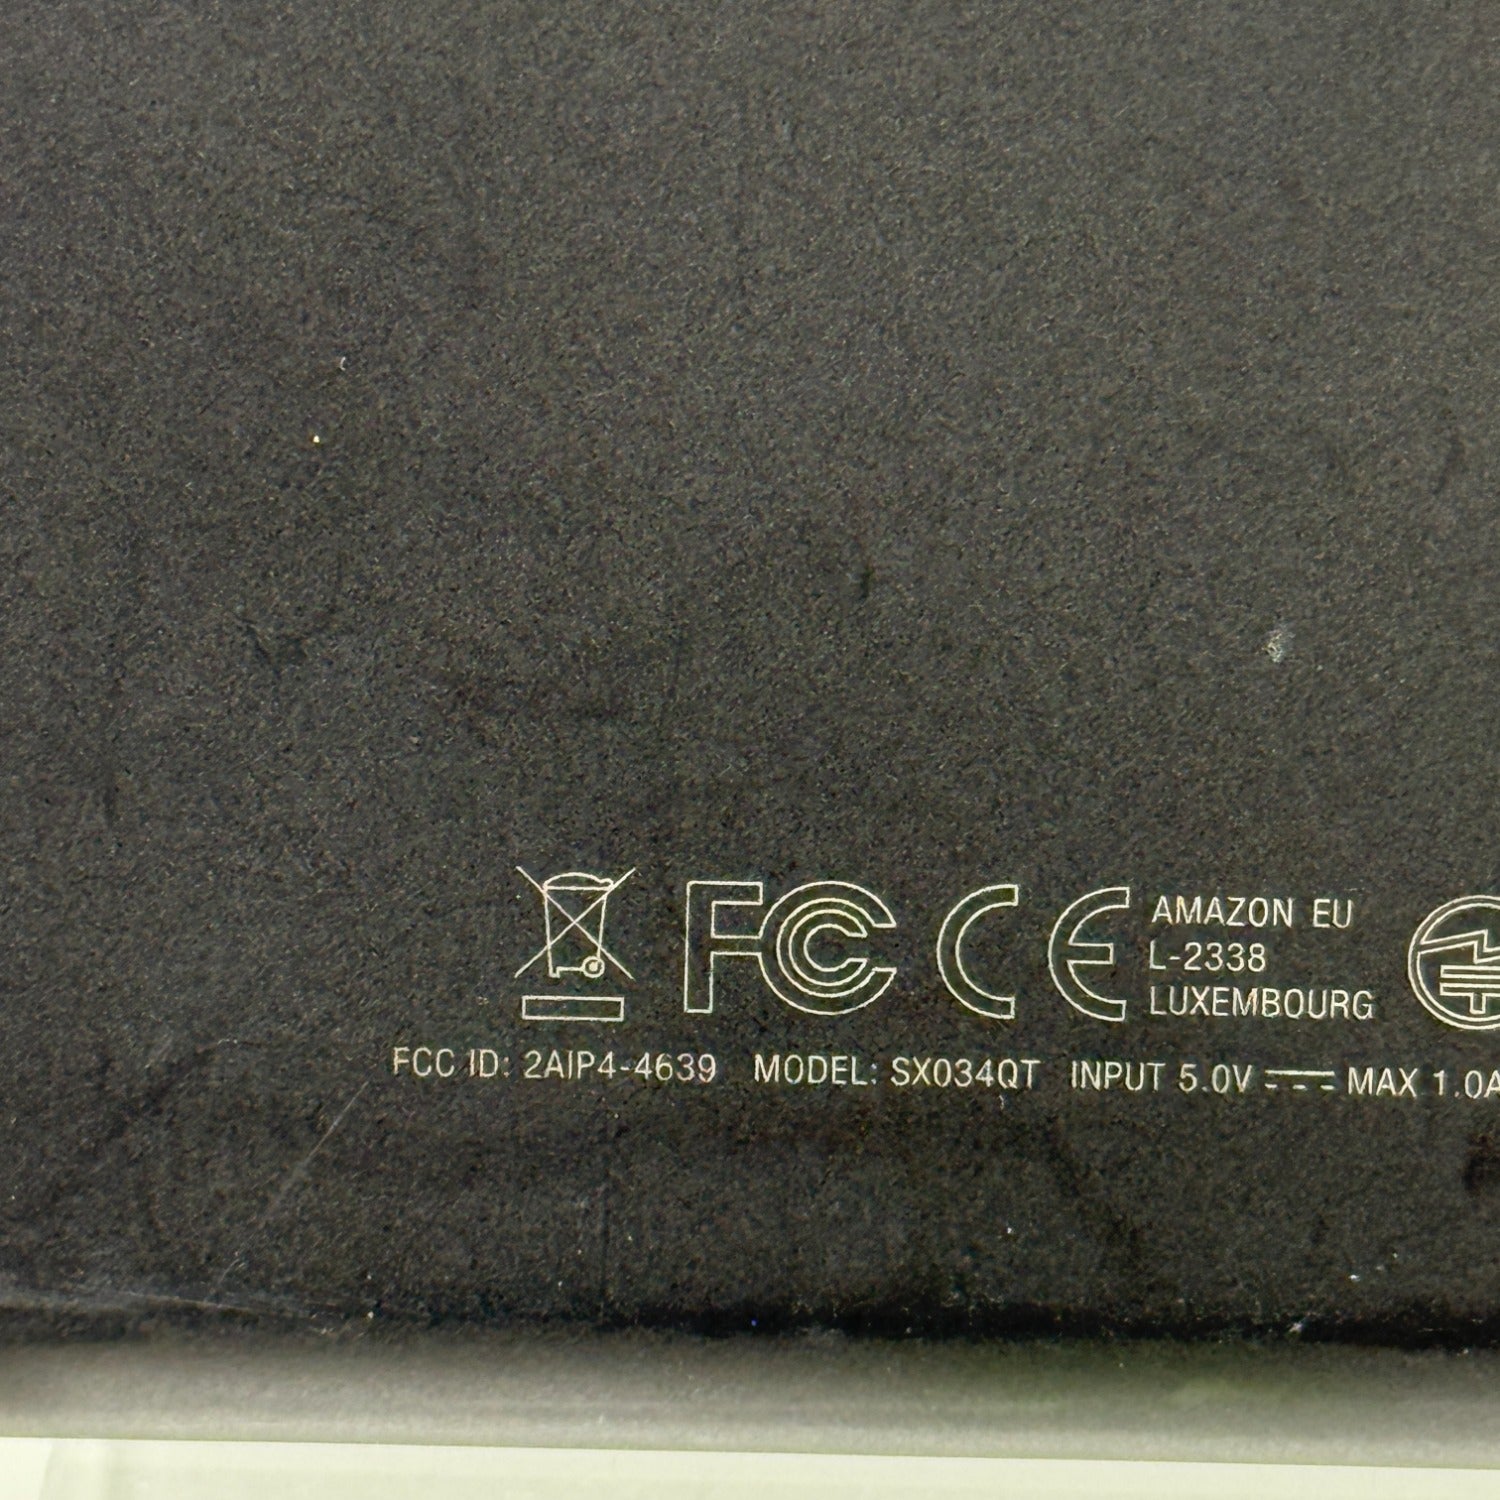 FC CE AMAZON EU
L-2338
LUXEMBOURG
FCC ID: 2AIP4-4639 MODEL: SX034QT INPUT 5.0V ⎓ MAX 1.0A